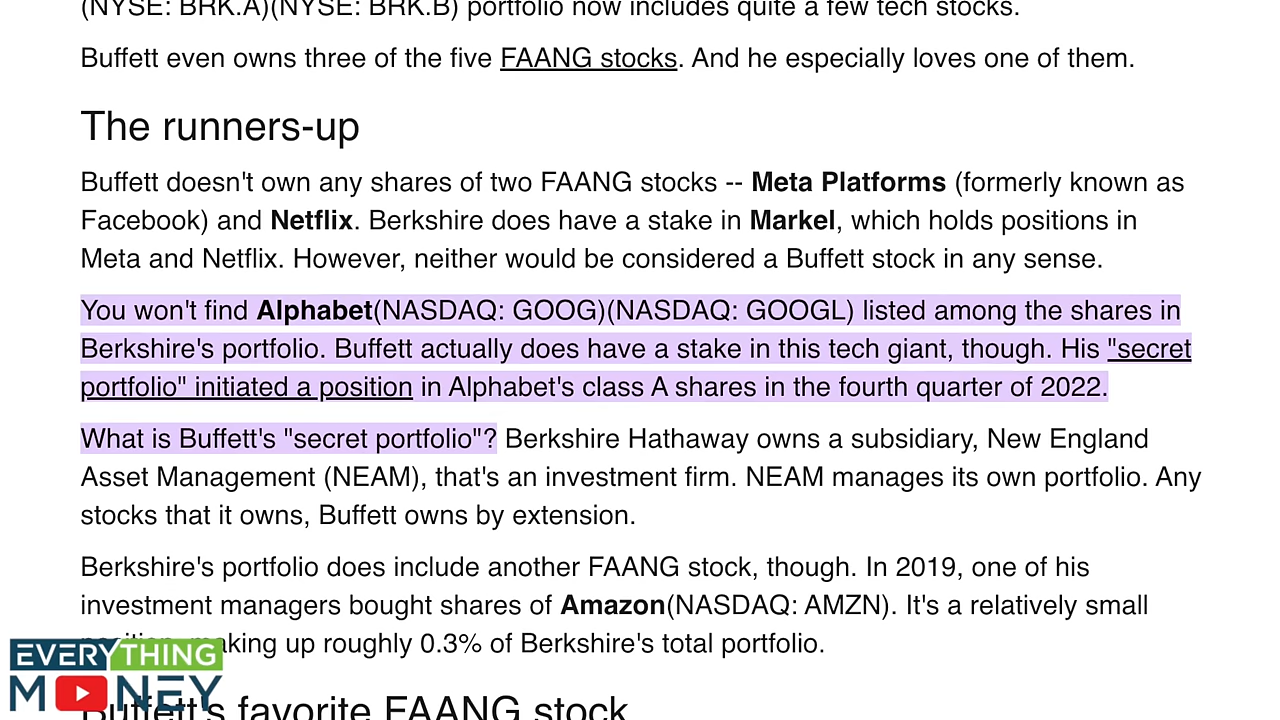 (NYSE: BRK.A)(NYSE: BRK.B) portfolio now includes quite a few tech stocks.
Buffett even owns three of the five FAANG stocks. And he especially loves one of them.
The runners-up
Buffett doesn't own any shares of two FAANG stocks -- Meta Platforms (formerly known as
Facebook) and Netflix. Berkshire does have a stake in Markel, which holds positions in
Meta and Netflix. However, neither would be considered a Buffett stock in any sense.
You won't find Alphabet(NASDAQ: GOOG)(NASDAQ: GOOGL) listed among the shares in
Berkshire's portfolio. Buffett actually does have a stake in this tech giant, though. His "secret
portfolio" initiated a position in Alphabet's class A shares in the fourth quarter of 2022.
What is Buffett's "secret portfolio"? Berkshire Hathaway owns a subsidiary, New England
Asset Management (NEAM), that's an investment firm. NEAM manages its own portfolio. Any
stocks that it owns, Buffett owns by extension.
Berkshire's portfolio does include another FAANG stock, though. In 2019, one of his
investment managers bought shares of Amazon(NASDAQ: AMZN). It's a relatively small
position, making up roughly 0.3% of Berkshire's total portfolio.
EVERYTHING
MONEY
Buffett's favorite FAANG stock